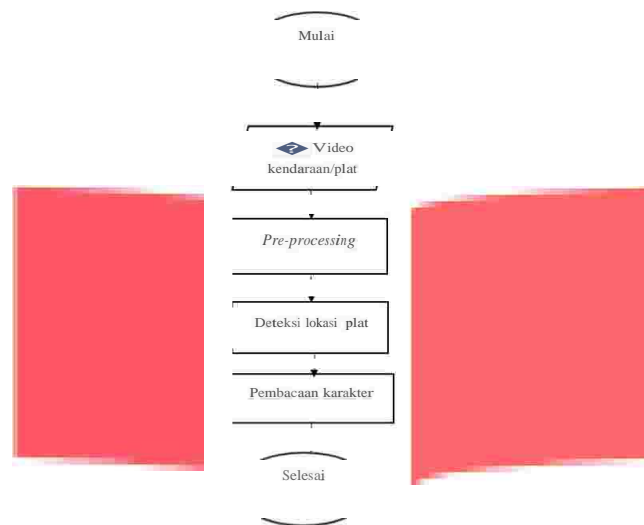 Mulai
Video
kendaraan/plat
Pre-processing
Deteksi lokasi plat
Pembacaan karakter
Selesai